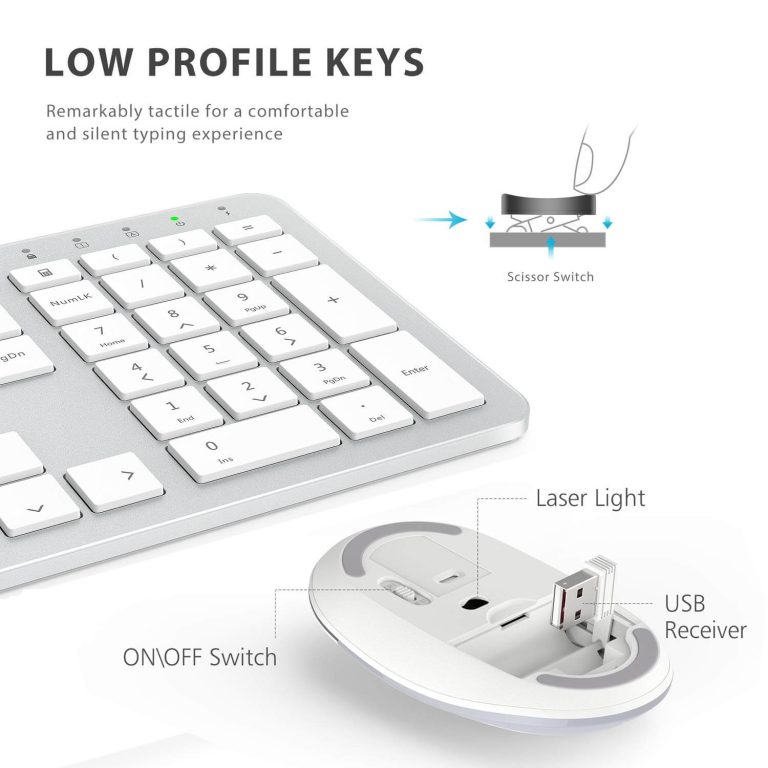 LOW PROFILE KEYS
Remarkably tactile for a comfortable
and silent typing experience
Scissor Switch
( ) =
/ * -
NumLK
7 Home 8 9 PgUp +
4 5 6
1 End 2 3 PgDn Enter
0 Ins . Del
gDn
Laser Light
USB
Receiver
ON\OFF Switch